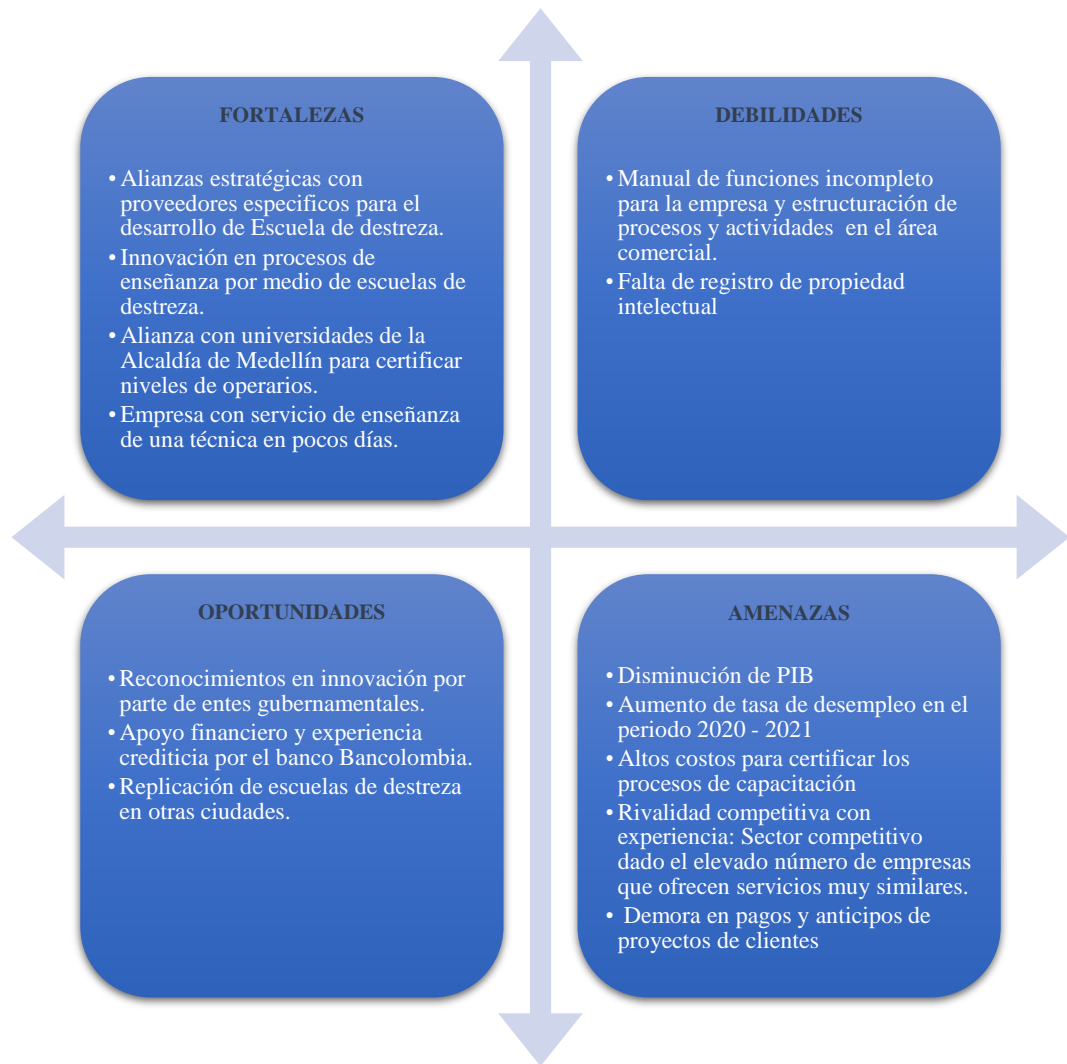 FORTALEZAS
• Alianzas estratégicas con
proveedores especificos para el
desarrollo de Escuela de destreza.
• Innovación en procesos de
enseñanza por medio de escuelas de
destreza.
• Alianza con universidades de la
Alcaldía de Medellín para certificar
niveles de operarios.
• Empresa con servicio de enseñanza
de una técnica en pocos días.
DEBILIDADES
• Manual de funciones incompleto
para la empresa y estructuración de
procesos y actividades en el área
comercial.
• Falta de registro de propiedad
intelectual
OPORTUNIDADES
• Reconocimientos en innovación por
parte de entes gubernamentales.
• Apoyo financiero y experiencia
crediticia por el banco Bancolombia.
• Replicación de escuelas de destreza
en otras ciudades.
AMENAZAS
• Disminución de PIB
• Aumento de tasa de desempleo en el
periodo 2020 - 2021
• Altos costos para certificar los
procesos de capacitación
• Rivalidad competitiva con
experiencia: Sector competitivo
dado el elevado número de empresas
que ofrecen servicios muy similares.
• Demora en pagos y anticipos de
proyectos de clientes